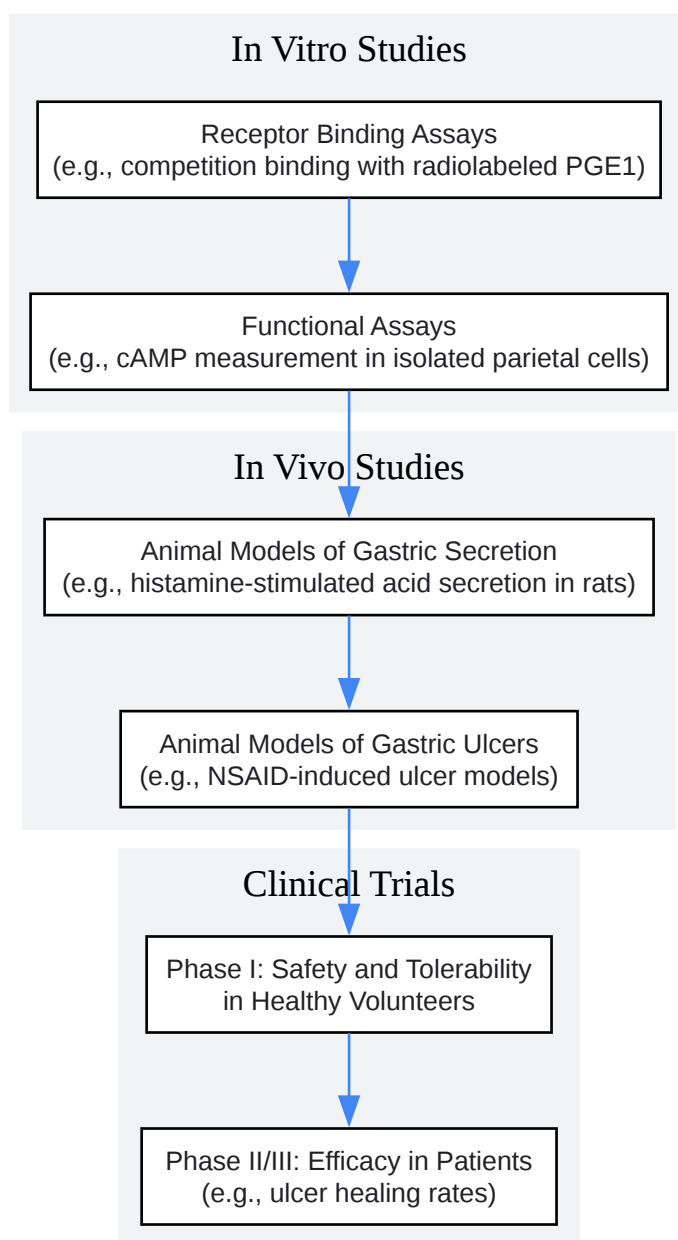 In Vitro Studies
Receptor Binding Assays
(e.g., competition binding with radiolabeled PGE1)
Functional Assays
(e.g., cAMP measurement in isolated parietal cells)
In Vivo Studies
Animal Models of Gastric Secretion
(e.g., histamine-stimulated acid secretion in rats)
Animal Models of Gastric Ulcers
(e.g., NSAID-induced ulcer models)
Clinical Trials
Phase I: Safety and Tolerability
in Healthy Volunteers
Phase II/III: Efficacy in Patients
(e.g., ulcer healing rates)